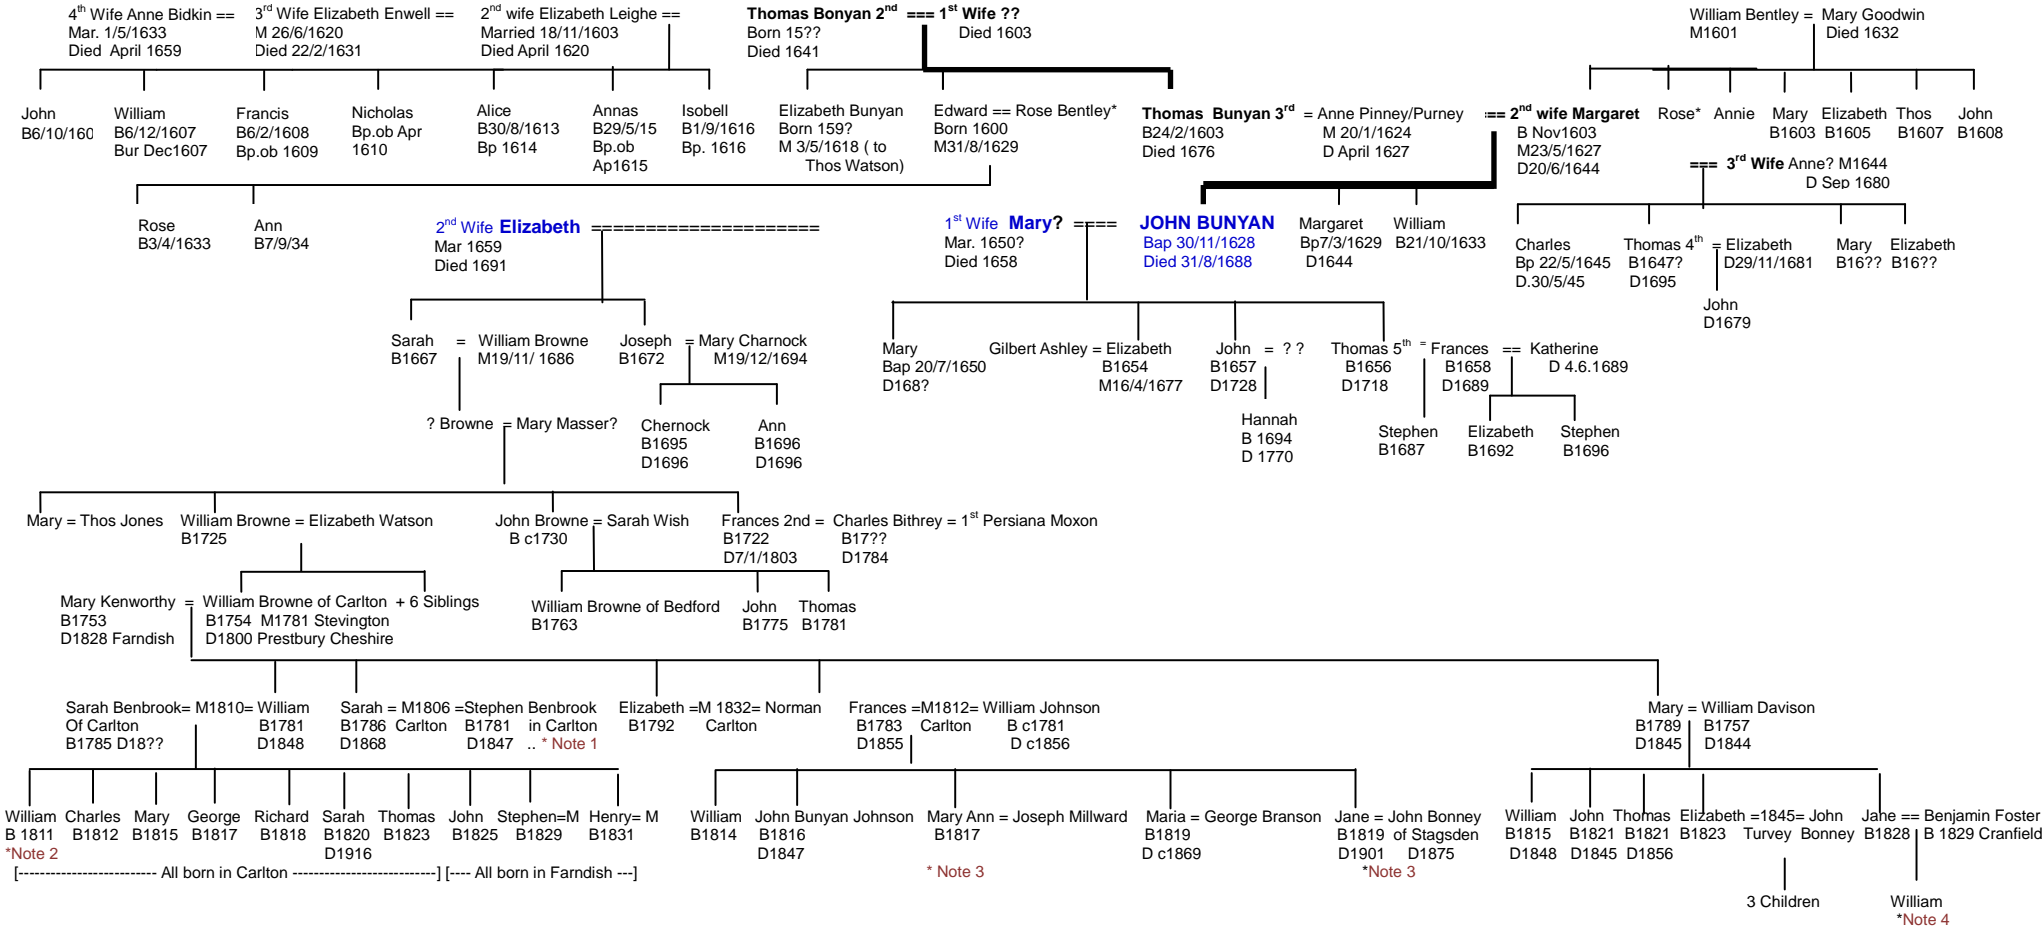 4th Wife Anne Bidkin ==
Mar. 1/5/1633
Died April 1659
3rd Wife Elizabeth Enwell ==
M 26/6/1620
Died 22/2/1631
2nd wife Elizabeth Leighe ==
Married 18/11/1603
Died April 1620
Thomas Bonyan 2nd === 1st Wife ??
Born 15??
Died 1641
Died 1603
William Bentley = Mary Goodwin
M1601
Died 1632
John
B6/10/160
William
B6/12/1607
Bur Dec1607
Francis
B6/2/1608
Bp.ob 1609
Nicholas
Bp.ob Apr
1610
Alice
B30/8/1613
Bp 1614
Annas
B29/5/15
Bp.ob
Ap1615
Isobell
B1/9/1616
Bp. 1616
Elizabeth Bunyan
Born 159?
M 3/5/1618 ( to
Thos Watson)
Edward == Rose Bentley*
Born 1600
M31/8/1629
Thomas Bunyan 3rd = Anne Pinney/Purney
B24/2/1603
Died 1676
M 20/1/1624
D April 1627
== 2nd wife Margaret
B Nov1603
M23/5/1627
D20/6/1644
Rose*
Annie
Mary
B1603
Elizabeth
B1605
Thos
B1607
John
B1608
=== 3rd Wife Anne? M1644
D Sep 1680
Rose
B3/4/1633
Ann
B7/9/34
2nd Wife Elizabeth =====================
Mar 1659
Died 1691
1st Wife Mary? ====
Mar. 1650?
Died 1658
JOHN BUNYAN
Bap 30/11/1628
Died 31/8/1688
Margaret
Bp7/3/1629
D1644
William
B21/10/1633
Charles
Bp 22/5/1645
D.30/5/45
Thomas 4th = Elizabeth
B1647?
D1695
D29/11/1681
Mary
B16??
Elizabeth
B16??
John
D1679
Sarah = William Browne
B1667
M19/11/ 1686
Joseph = Mary Charnock
B1672
M19/12/1694
Mary
Bap 20/7/1650
D168?
Gilbert Ashley = Elizabeth
B1654
M16/4/1677
John = ? ?
B1657
D1728
Thomas 5th = Frances == Katherine
B1656
D1718
B1658
D1689
D 4.6.1689
? Browne = Mary Masser?
Chernock
B1695
D1696
Ann
B1696
D1696
Hannah
B 1694
D 1770
Stephen
B1687
Elizabeth
B1692
Stephen
B1696
Mary = Thos Jones
William Browne = Elizabeth Watson
B1725
John Browne = Sarah Wish
B c1730
Frances 2nd = Charles Bithrey = 1st Persiana Moxon
B1722
D7/1/1803
B17??
D1784
Mary Kenworthy = William Browne of Carlton + 6 Siblings
B1753
D1828 Farndish
B1754 M1781 Stevington
D1800 Prestbury Cheshire
William Browne of Bedford
B1763
John
B1775
Thomas
B1781
Sarah Benbrook= M1810= William
Of Carlton
B1785 D18??
B1781
D1848
Sarah = M1806 =Stephen Benbrook
B1786 Carlton B1781 in Carlton
D1868 D1847 .. * Note 1
Elizabeth =M 1832= Norman
B1792 Carlton
Frances =M1812= William Johnson
B1783 Carlton B c1781
D1855 D c1856
Mary = William Davison
B1789 B1757
D1845 D1844
William
B 1811
*Note 2
Charles
B1812
Mary
B1815
George
B1817
Richard
B1818
Sarah
B1820
D1916
Thomas
B1823
John
B1825
Stephen=M
B1829
Henry= M
B1831
[-------------------------- All born in Carlton ---------------------------] [---- All born in Farndish ---]
William
B1814
John Bunyan Johnson
B1816
D1847
Mary Ann = Joseph Millward
B1817
* Note 3
Maria = George Branson
B1819
D c1869
Jane = John Bonney
B1819 of Stagsden
D1901 D1875
*Note 3
William
B1815
D1848
John
B1821
D1845
Thomas
B1821
D1856
Elizabeth =1845= John
B1823 Turvey Bonney
Jane == Benjamin Foster
B1828 B 1829 Cranfield
3 Children
William
*Note 4